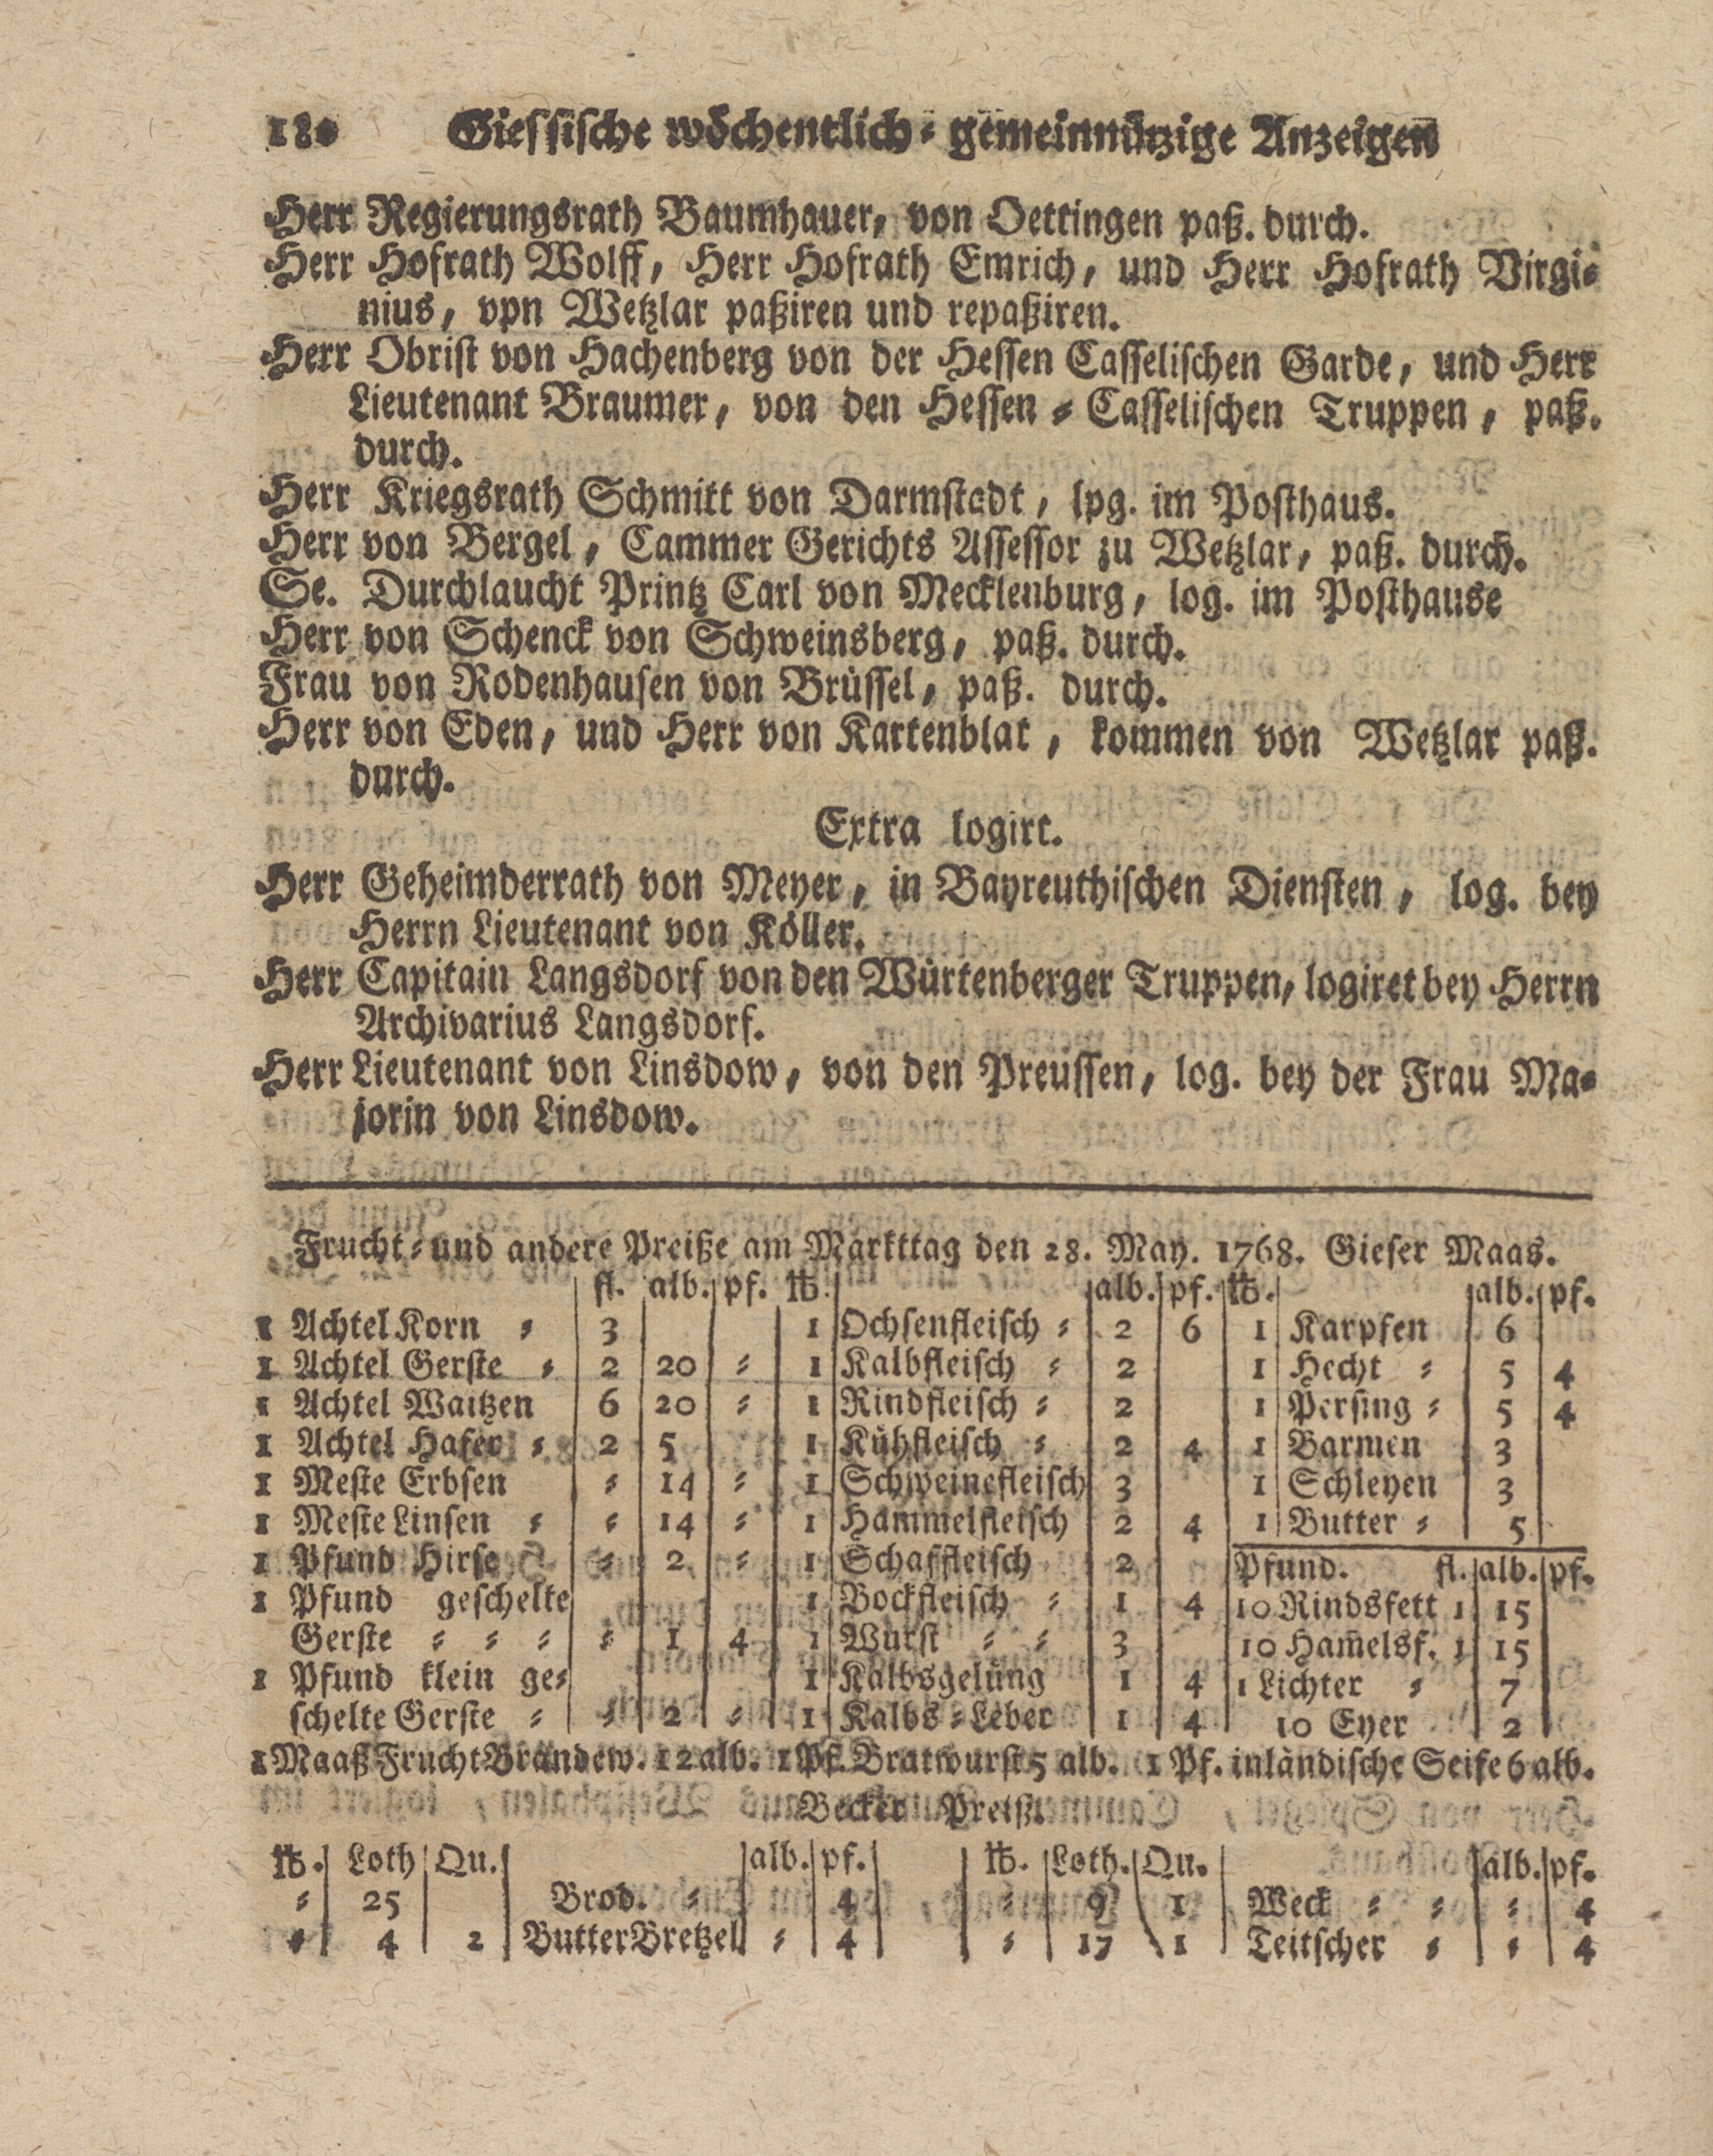 180 Giessische wöchentlich-gemeinnützige Anzeigen
Herr Regierungsrath Baumhauer, von Oettingen paß. durch.
Herr Hofrath Wolff, Herr Hofrath Emrich, und Herr Hofrath Virgi-
nius, vpn Wetzlar paßiren und repaßiren.
Herr Obrist von Hachenberg von der Hessen Casselischen Garde, und Herr
Lieutenant Braumer, von den Hessen-Casselischen Truppen, paß.
durch.
Herr Kriegsrath Schmitt von Darmstadt, lpg. im Posthaus.
Herr von Bergel, Cammer Gerichts Assessor zu Wetzlar, paß. durch.
Se. Durchlaucht Printz Carl von Mecklenburg, log. im Posthause
Herr von Schenck von Schweinsberg, paß. durch.
Frau von Rodenhausen von Brüssel, paß. durch.
Herr von Eden, und Herr von Kartenblat, kommen von Wetzlar paß.
durch.
Extra logirt.
Herr Geheimderrath von Meyer, in Bayreuthischen Diensten, log. bey
Herrn Lieutenant von Köller.
Herr Capitain Langsdorf von den Würtenberger Truppen, logiret bey Herrn
Archivarius Langsdorf.
Herr Lieutenant von Linsdow, von den Preussen, log. bey der Frau Ma-
jorin von Linsdow.
Frucht- und andere Preiße am Markttag den 28. May. 1768. Gieser Maas.
fl. alb. pf. ℔. alb. pf. ℔. alb. pf.
1 Achtel Korn - 3 1 Ochsenfleisch - 2 6 1 Karpfen 6
1 Achtel Gerste - 2 20 - 1 Kalbfleisch - 2 1 Hecht - 5 4
1 Achtel Waitzen 6 20 - 1 Rindfleisch - 2 1 Persing - 5 4
1 Achtel Hafer - 2 5 1 Kühfleisch - 2 4 1 Barmen 3
1 Meste Erbsen - 14 - 1 Schweinefleisch 3 1 Schleyen 3
1 Meste Linsen - - 14 - 1 Hammelfleisch 2 4 1 Butter - 5
1 Pfund Hirse - 2 - 1 Schaffleisch 2 Pfund. fl. alb. pf.
1 Pfund geschelte 1 Bockfleisch - 1 4 10 Rindsfett 1 15
Gerste - - - - 1 4 1 Wurst - - 3 10 Ham̄elsf. 1 15
1 Pfund klein ge- 1 Kalbsgelüng 1 4 1 Lichter - 7
schelte Gerste - - 2 - 1 Kalbs-Leber 1 4 10 Eyer 2
1 Maaß Frucht Brandew. 12 alb. 1 Pf. Bratwurst 5 alb. 1 Pf. inländische Seife 6 alb.
Becker Preiß.
℔. Loth Qu. alb. pf. ℔. Loth. Qu. alb. pf.
- 25 Brod. - 4 - 9 1 Weck - - - 4
- 4 2 Butter Bretzel - 4 - 17 1 Teitscher - - 4